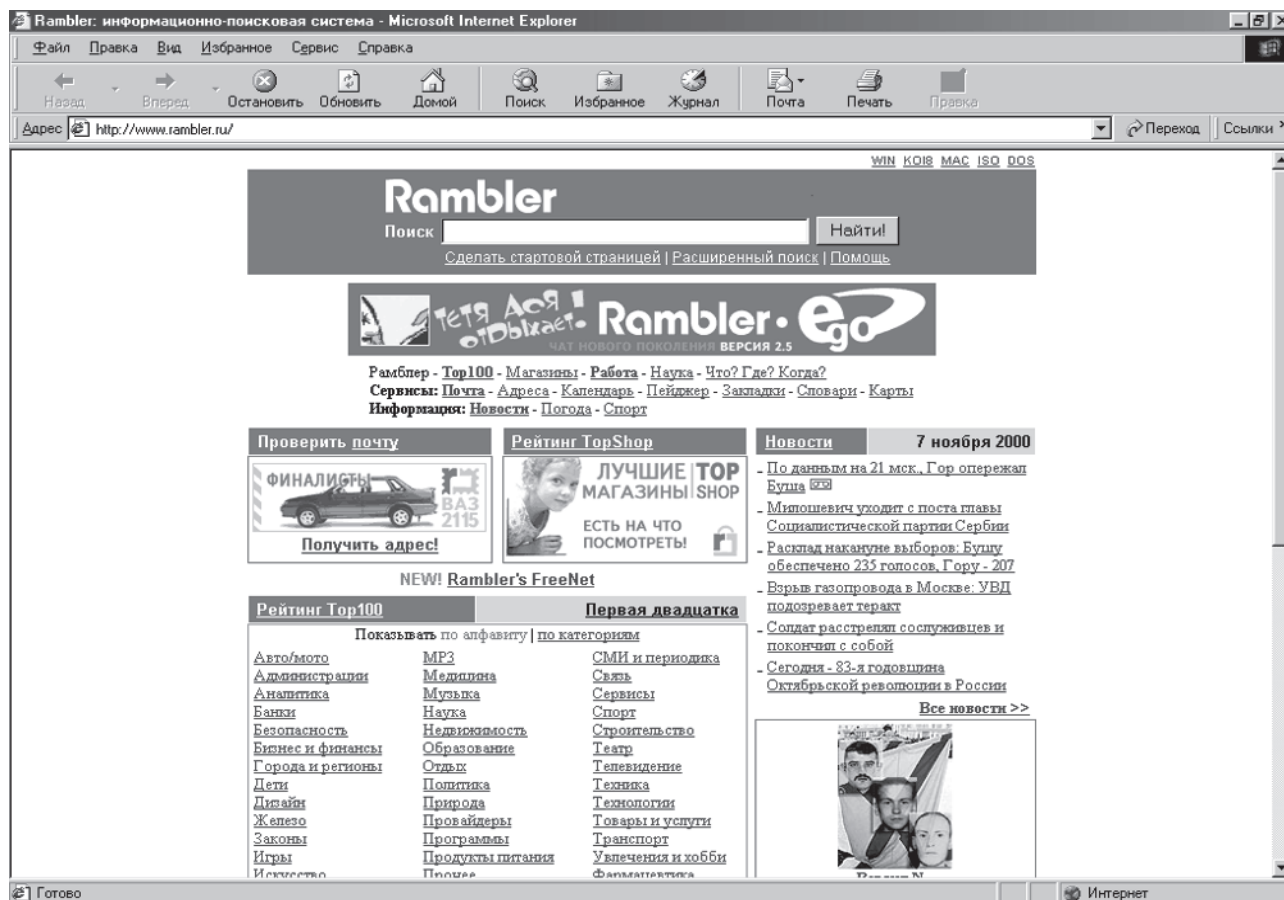 Rambler: информационно-поисковая система - Microsoft Internet Explorer
Файл Правка Вид Избранное Сервис Справка
Назад Вперед Остановить Обновить Домой Поиск Избранное Журнал Почта Печать Правка
Адрес http://www.rambler.ru/ Переход Ссылки
WIN KOI8 MAC ISO DOS
Rambler
Поиск Найти!
Сделать стартовой страницей | Расширенный поиск | Помощь
Тетя Ася отдыхает! Rambler • ego
ЧАТ НОВОГО ПОКОЛЕНИЯ ВЕРСИЯ 2.5
Рамблер - Top100 - Магазины - Работа - Наука - Что? Где? Когда?
Сервисы: Почта - Адреса - Календарь - Пейджер - Закладки - Словари - Карты
Информация: Новости - Погода - Спорт
Проверить почту
ФИНАЛИСТЫ
ВАЗ
2115
Получить адрес!
Рейтинг TopShop
ЛУЧШИЕ TOP
МАГАЗИНЫ SHOP
ЕСТЬ НА ЧТО
ПОСМОТРЕТЬ!
NEW! Rambler's FreeNet
Рейтинг Top100 Первая двадцатка
Показывать по алфавиту | по категориям
Авто/мото MP3 СМИ и периодика
Администрации Медицина Связь
Аналитика Музыка Сервисы
Банки Наука Спорт
Безопасность Недвижимость Строительство
Бизнес и финансы Образование Театр
Города и регионы Отдых Телевидение
Дети Политика Техника
Дизайн Природа Технологии
Железо Провайдеры Товары и услуги
Законы Программы Транспорт
Игры Продукты питания Увлечения и хобби
Искусство Прочее Фармацевтика
Новости 7 ноября 2000
По данным на 21 мск., Гор опережал
Буша
Милошевич уходит с поста главы
Социалистической партии Сербии
Расклад накануне выборов: Бушу
обеспечено 235 голосов, Гору - 207
Взрыв газопровода в Москве: УВД
подозревает теракт
Солдат расстрелял сослуживцев и
покончил с собой
Сегодня - 83-я годовщина
Октябрьской революции в России
Все новости >>
Готово Интернет